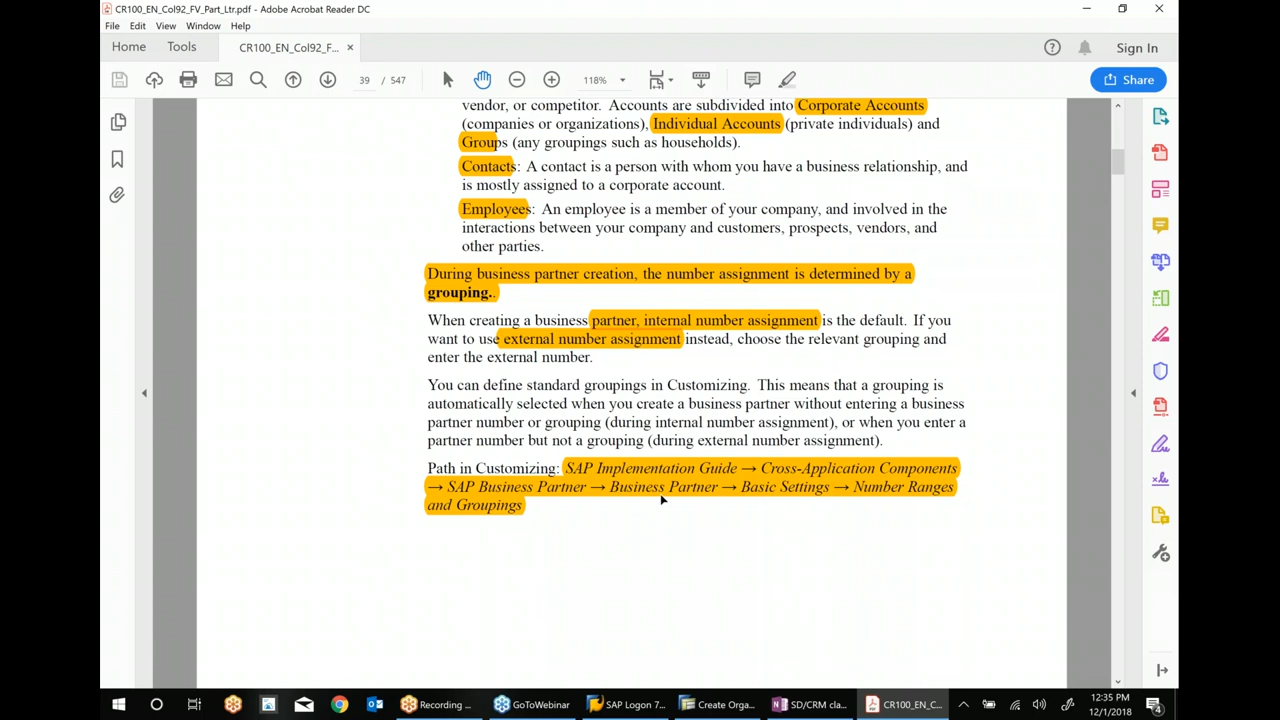 CR100_EN_Col92_FV_Part_Ltr.pdf - Adobe Acrobat Reader DC
File Edit View Window Help
Home Tools CR100_EN_Col92_F... × Sign In
39 / 547 118% Share
vendor, or competitor. Accounts are subdivided into Corporate Accounts
(companies or organizations), Individual Accounts (private individuals) and
Groups (any groupings such as households).
Contacts: A contact is a person with whom you have a business relationship, and
is mostly assigned to a corporate account.
Employees: An employee is a member of your company, and involved in the
interactions between your company and customers, prospects, vendors, and
other parties.
During business partner creation, the number assignment is determined by a
grouping..
When creating a business partner, internal number assignment is the default. If you
want to use external number assignment instead, choose the relevant grouping and
enter the external number.
You can define standard groupings in Customizing. This means that a grouping is
automatically selected when you create a business partner without entering a business
partner number or grouping (during internal number assignment), or when you enter a
partner number but not a grouping (during external number assignment).
Path in Customizing: SAP Implementation Guide → Cross-Application Components
→ SAP Business Partner → Business Partner → Basic Settings → Number Ranges
and Groupings
Recording ... GoToWebinar SAP Logon 7... Create Orga... SD/CRM cla... CR100_EN_C... 12:35 PM
12/1/2018 4